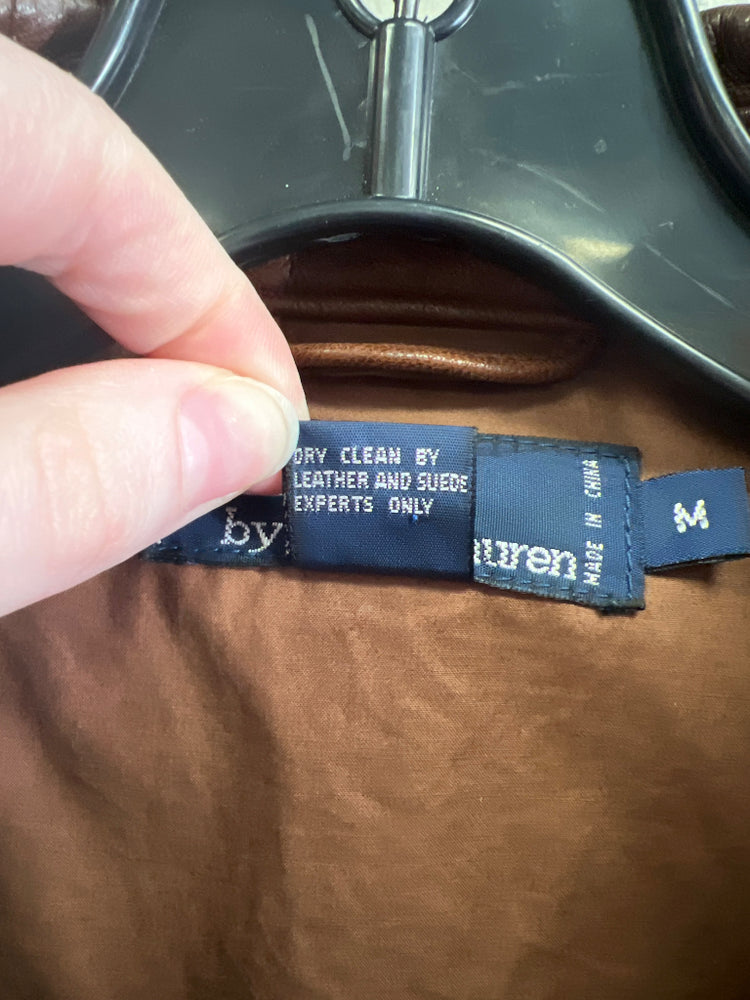 DRY CLEAN BY
LEATHER AND SUEDE
EXPERTS ONLY
by
uren
MADE IN CHINA
M